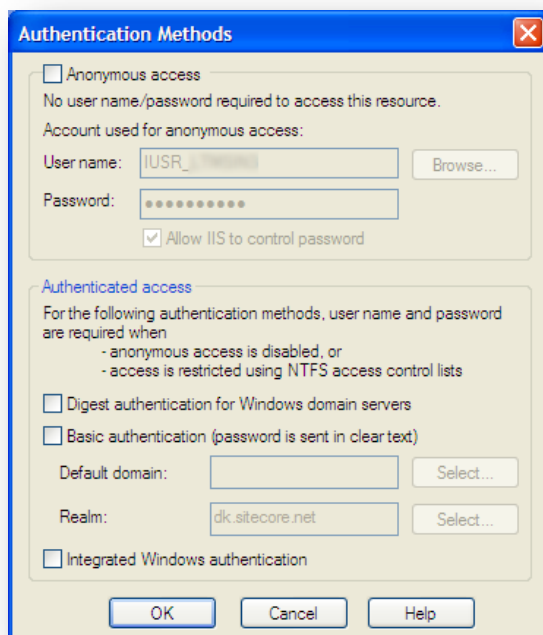 Authentication Methods
Anonymous access
No user name/password required to access this resource.
Account used for anonymous access:
User name: IUSR_ Browse...
Password: ••••••••••
Allow IIS to control password
Authenticated access
For the following authentication methods, user name and password
are required when
- anonymous access is disabled, or
- access is restricted using NTFS access control lists
Digest authentication for Windows domain servers
Basic authentication (password is sent in clear text)
Default domain: Select...
Realm: dk.sitecore.net Select...
Integrated Windows authentication
OK Cancel Help